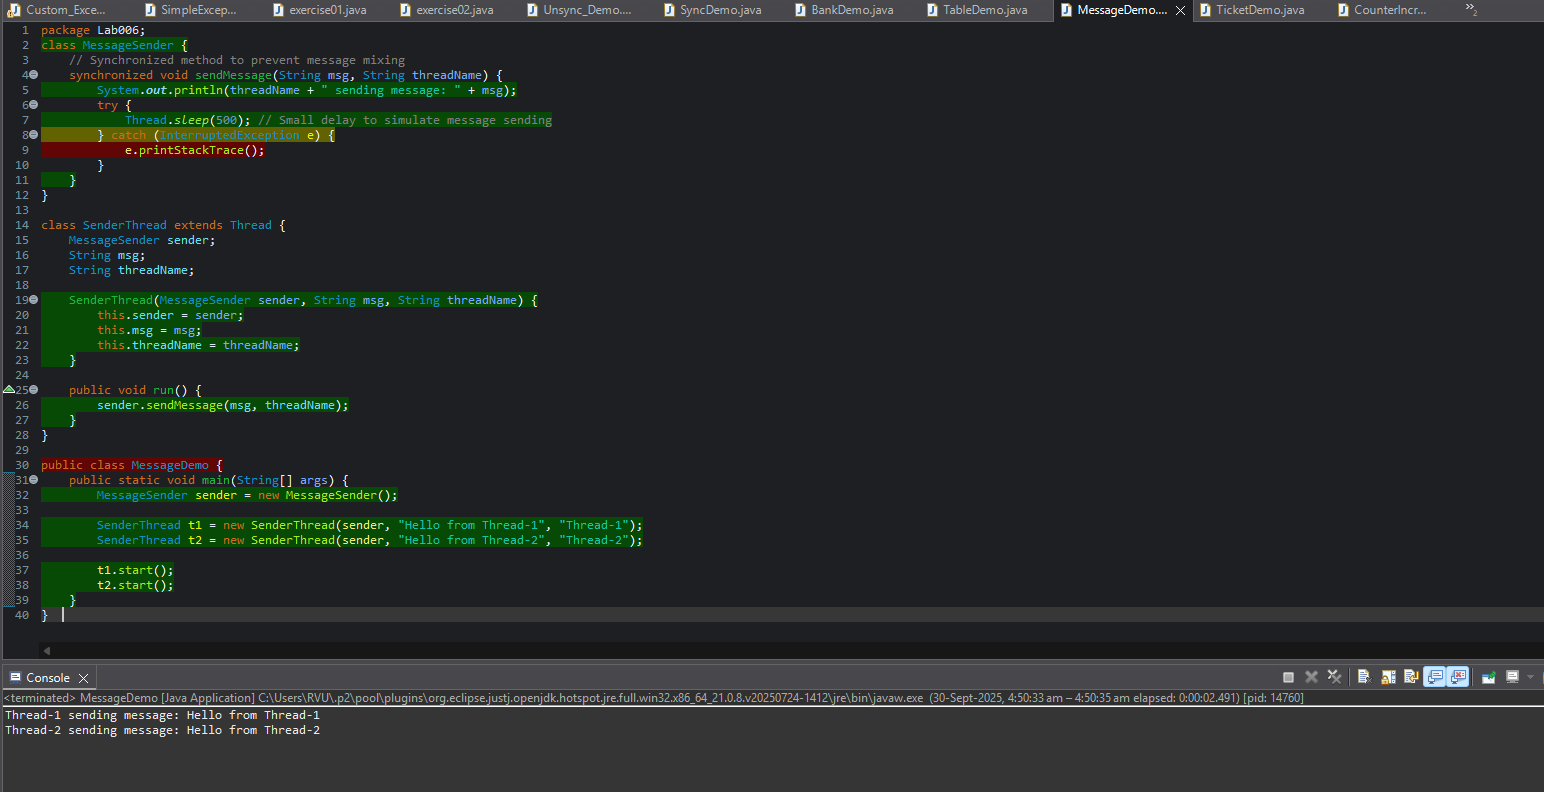 Custom_Exce... SimpleExcep... exercise01.java exercise02.java Unsync_Demo.... SyncDemo.java BankDemo.java TableDemo.java MessageDemo.... TicketDemo.java CounterIncr... »2
1 package Lab006;
2 class MessageSender {
3     // Synchronized method to prevent message mixing
4     synchronized void sendMessage(String msg, String threadName) {
5         System.out.println(threadName + " sending message: " + msg);
6         try {
7             Thread.sleep(500); // Small delay to simulate message sending
8         } catch (InterruptedException e) {
9             e.printStackTrace();
10         }
11     }
12 }
13
14 class SenderThread extends Thread {
15     MessageSender sender;
16     String msg;
17     String threadName;
18
19     SenderThread(MessageSender sender, String msg, String threadName) {
20         this.sender = sender;
21         this.msg = msg;
22         this.threadName = threadName;
23     }
24
25     public void run() {
26         sender.sendMessage(msg, threadName);
27     }
28 }
29
30 public class MessageDemo {
31     public static void main(String[] args) {
32         MessageSender sender = new MessageSender();
33
34         SenderThread t1 = new SenderThread(sender, "Hello from Thread-1", "Thread-1");
35         SenderThread t2 = new SenderThread(sender, "Hello from Thread-2", "Thread-2");
36
37         t1.start();
38         t2.start();
39     }
40 }
Console
<terminated> MessageDemo [Java Application] C:\Users\RVU\.p2\pool\plugins\org.eclipse.justj.openjdk.hotspot.jre.full.win32.x86_64_21.0.8.v20250724-1412\jre\bin\javaw.exe (30-Sept-2025, 4:50:33 am – 4:50:35 am elapsed: 0:00:02.491) [pid: 14760]
Thread-1 sending message: Hello from Thread-1
Thread-2 sending message: Hello from Thread-2